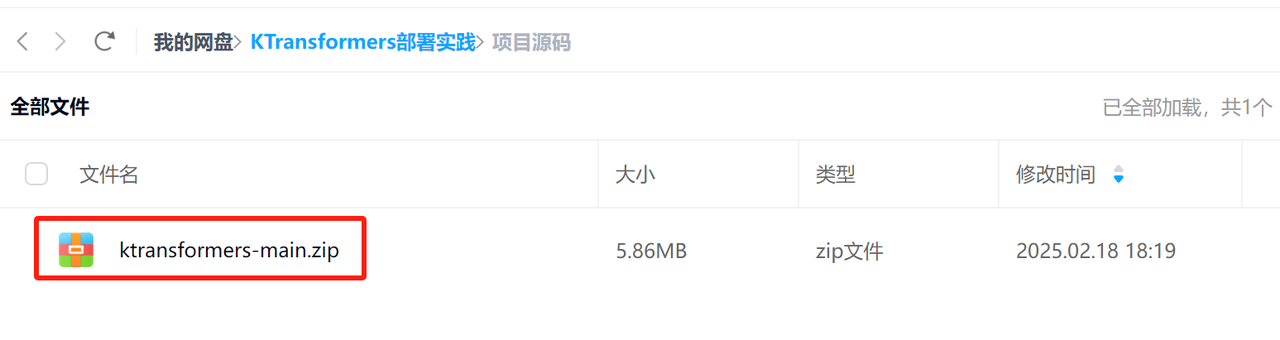 我的网盘> KTransformers部署实践> 项目源码
全部文件 已全部加载，共1个
文件名 大小 类型 修改时间
ktransformers-main.zip 5.86MB zip文件 2025.02.18 18:19